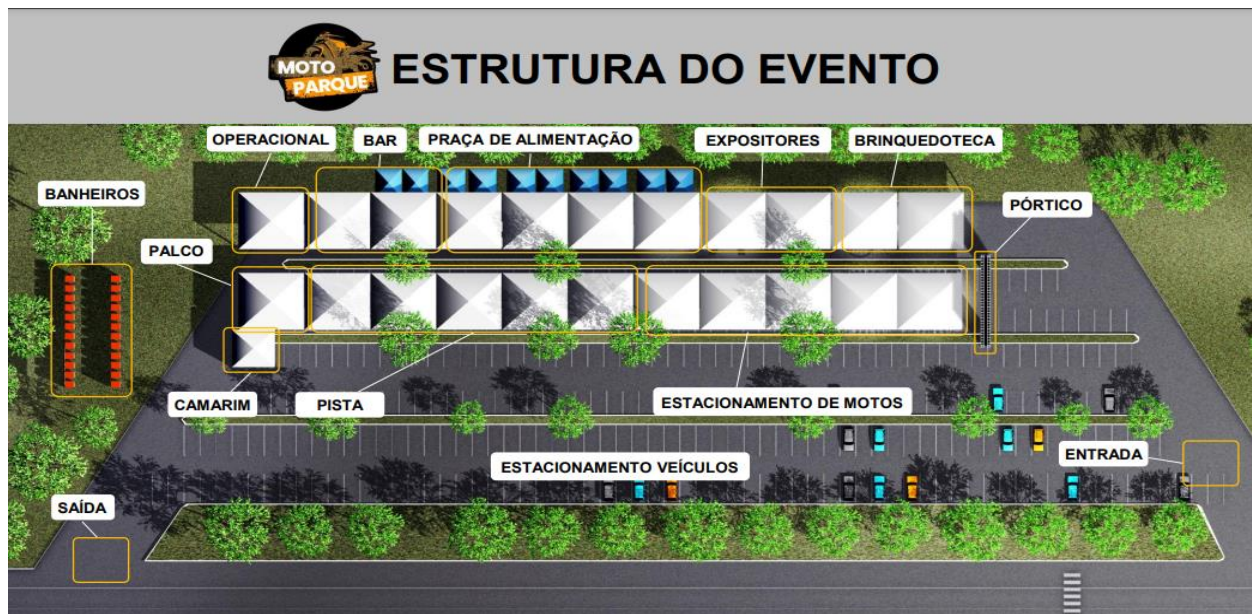 MOTO
PARQUE
ESTRUTURA DO EVENTO
OPERACIONAL
BAR
PRAÇA DE ALIMENTAÇÃO
EXPOSITORES
BRINQUEDOTECA
BANHEIROS
PÓRTICO
PALCO
CAMARIM
PISTA
ESTACIONAMENTO DE MOTOS
ESTACIONAMENTO VEÍCULOS
ENTRADA
SAÍDA